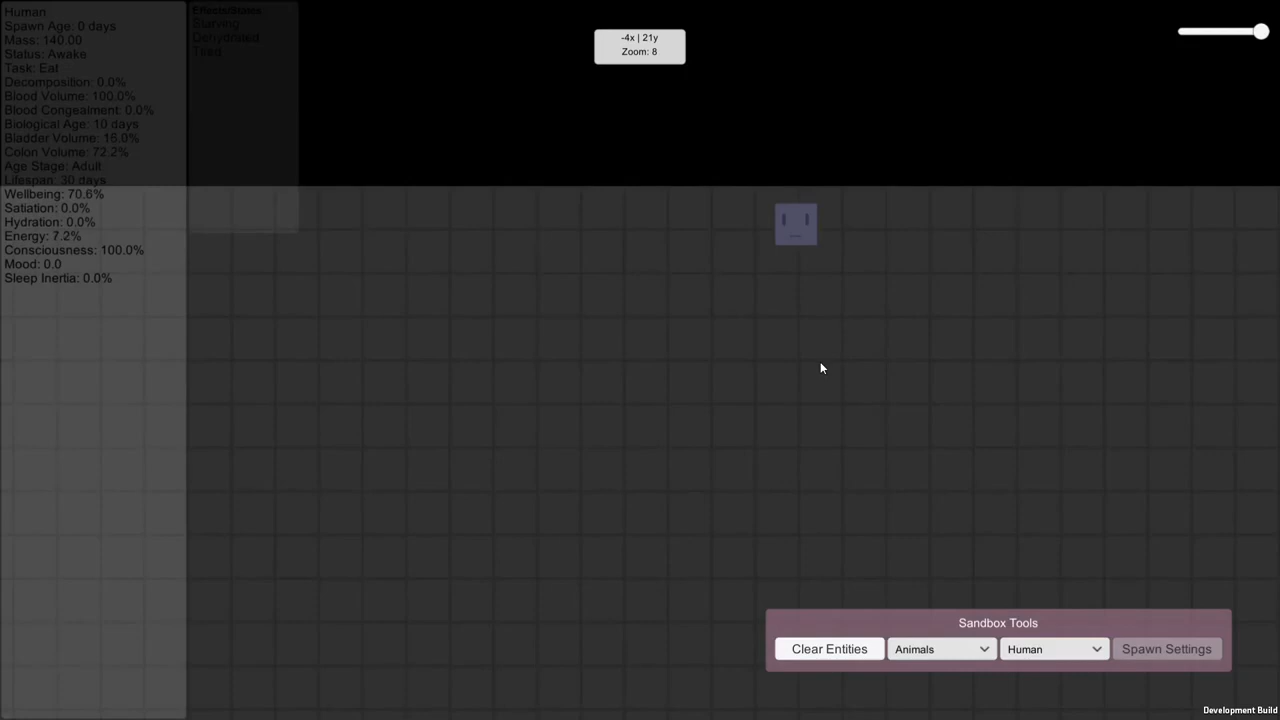 Human
Spawn Age: 0 days
Mass: 140.00
Status: Awake
Task: Eat
Decomposition: 0.0%
Blood Volume: 100.0%
Blood Congealment: 0.0%
Biological Age: 10 days
Bladder Volume: 16.0%
Colon Volume: 72.2%
Age Stage: Adult
Lifespan: 30 days
Wellbeing: 70.6%
Satiation: 0.0%
Hydration: 0.0%
Energy: 7.2%
Consciousness: 100.0%
Mood: 0.0
Sleep Inertia: 0.0%
Effects/States
Starving
Dehydrated
Tired
-4x | 21y
Zoom: 8
Sandbox Tools
Clear Entities
Animals
Human
Spawn Settings
Development Build